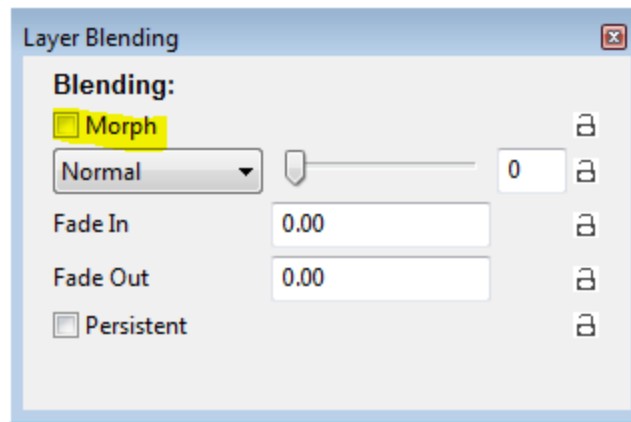 Layer Blending
Blending:
Morph
Normal 0
Fade In 0.00
Fade Out 0.00
Persistent